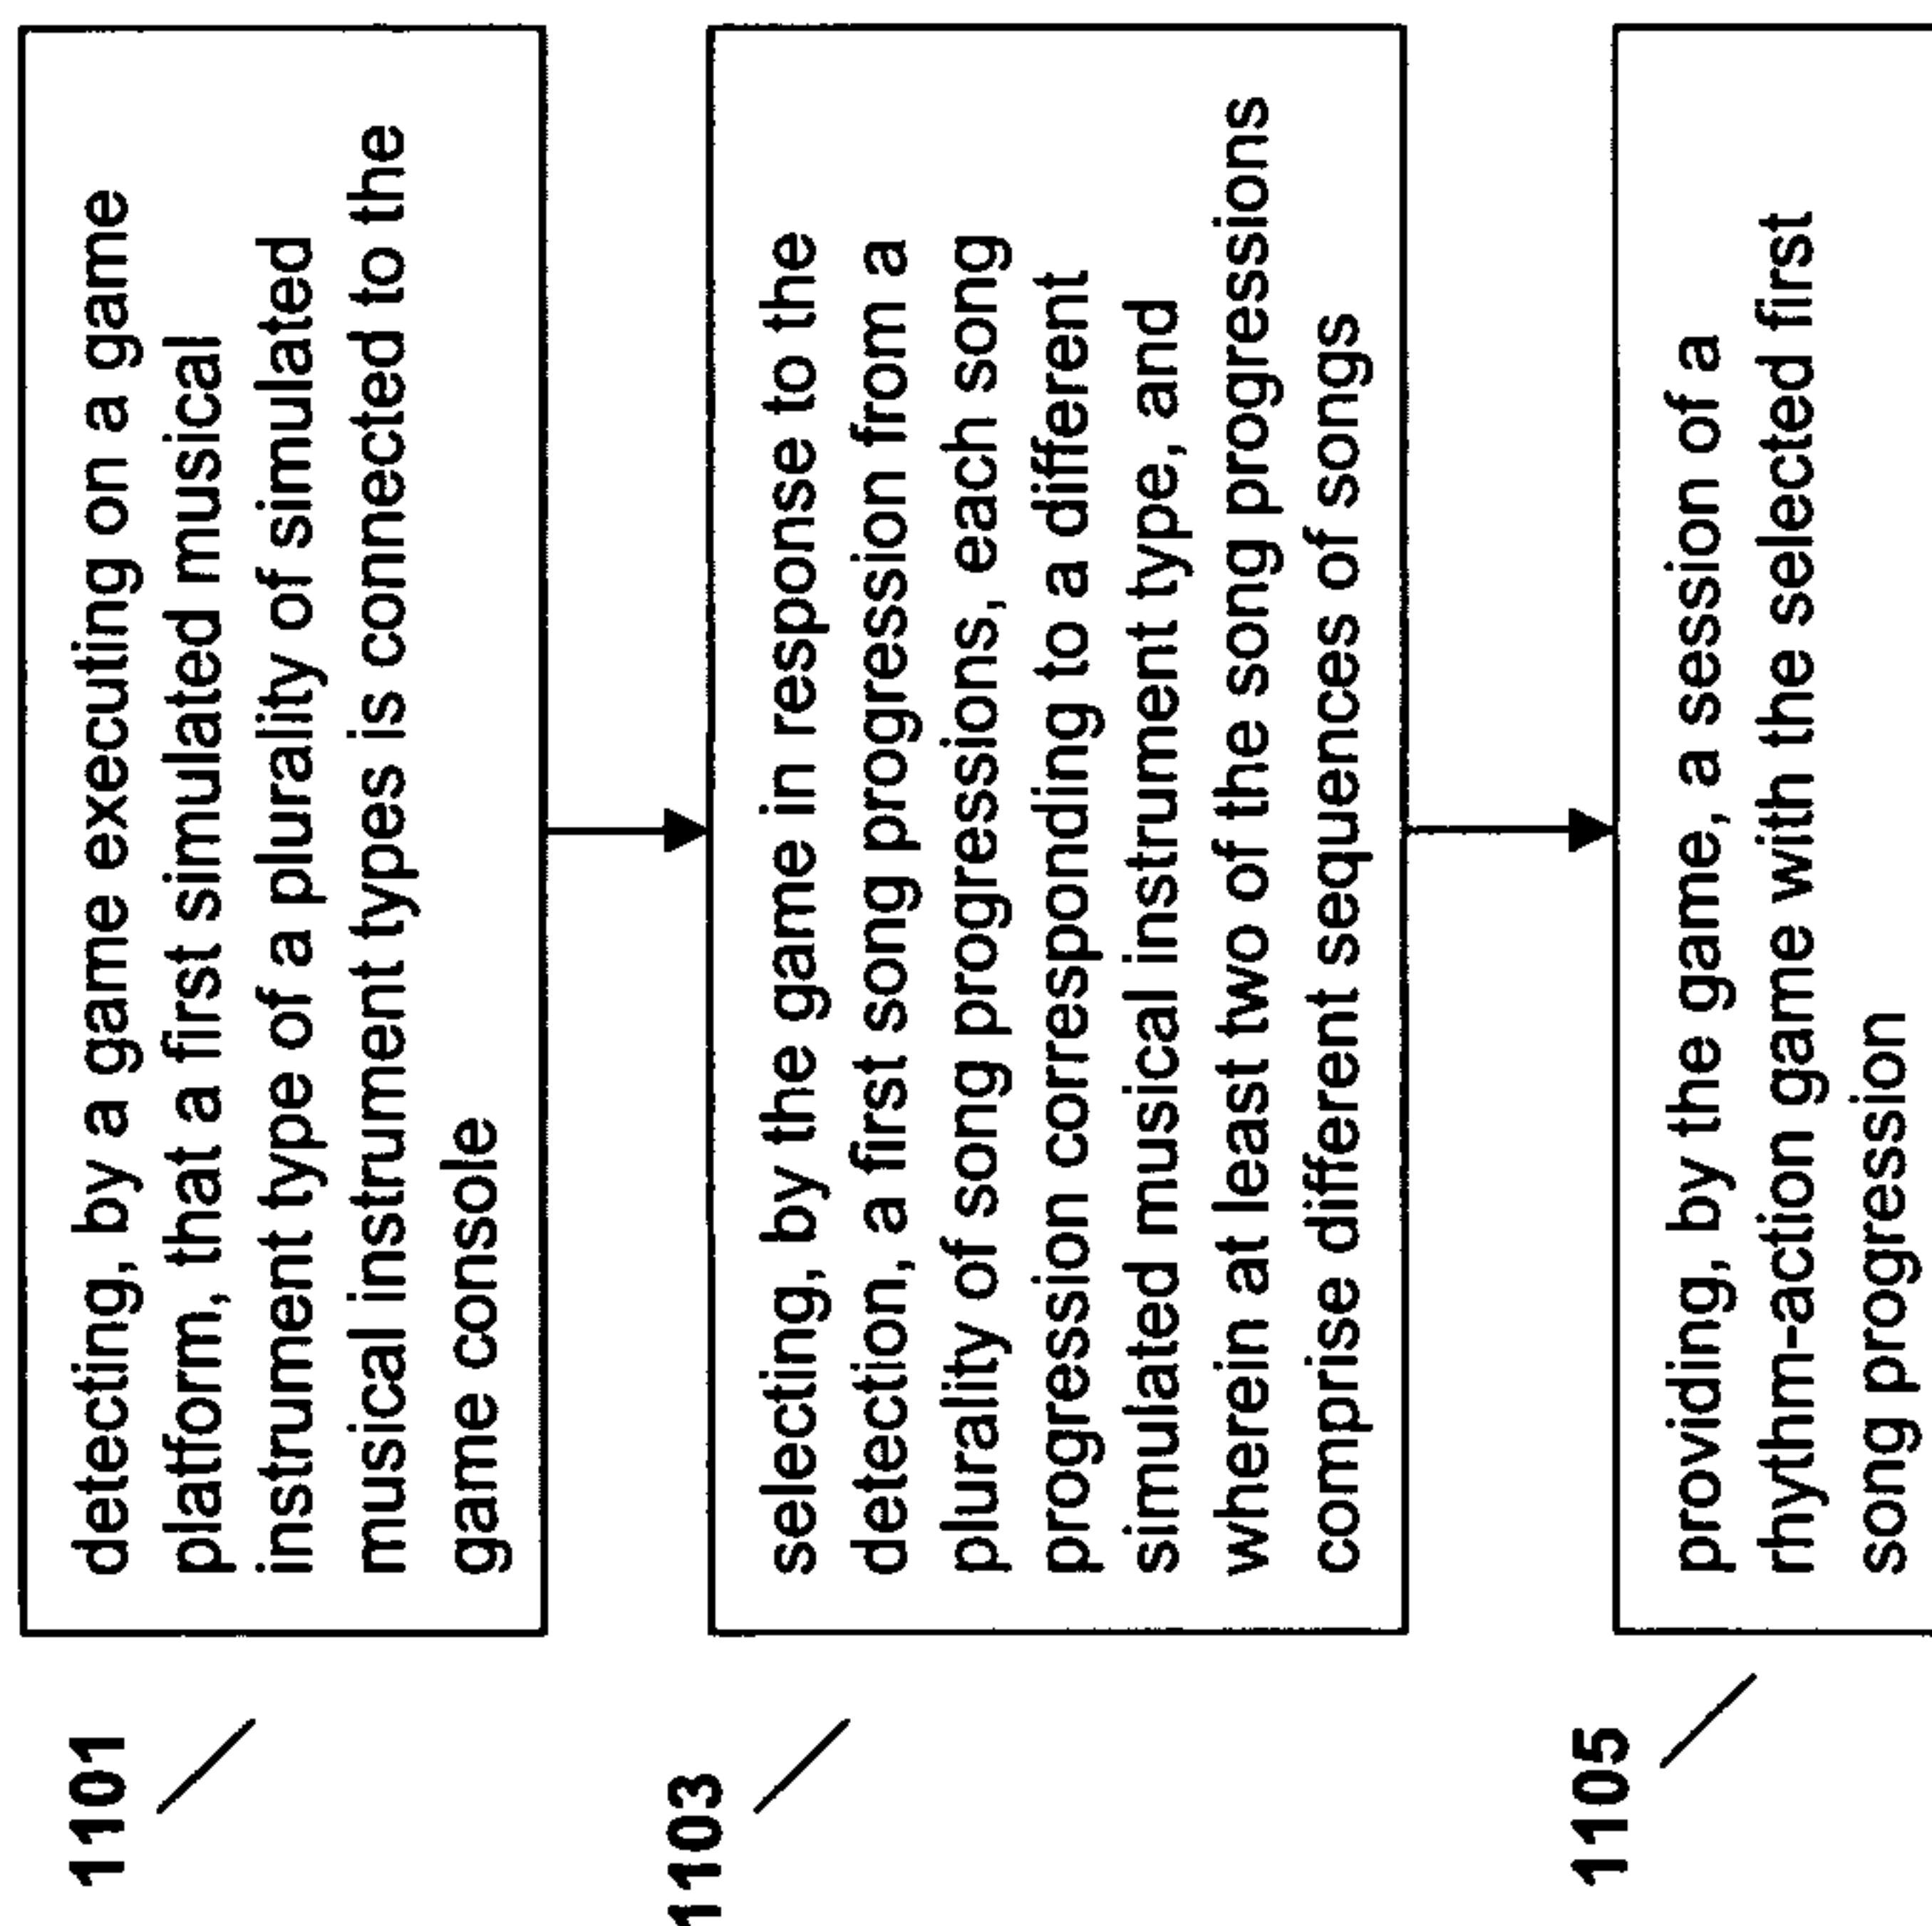 1101
detecting, by a game executing on a game
platform, that a first simulated musical
instrument type of a plurality of simulated
musical instrument types is connected to the
game console
1103
selecting, by the game in response to the
detection, a first song progression from a
plurality of song progressions, each song
progression corresponding to a different
simulated musical instrument type, and
wherein at least two of the song progressions
comprise different sequences of songs
1105
providing, by the game, a session of a
rhythm-action game with the selected first
song progression